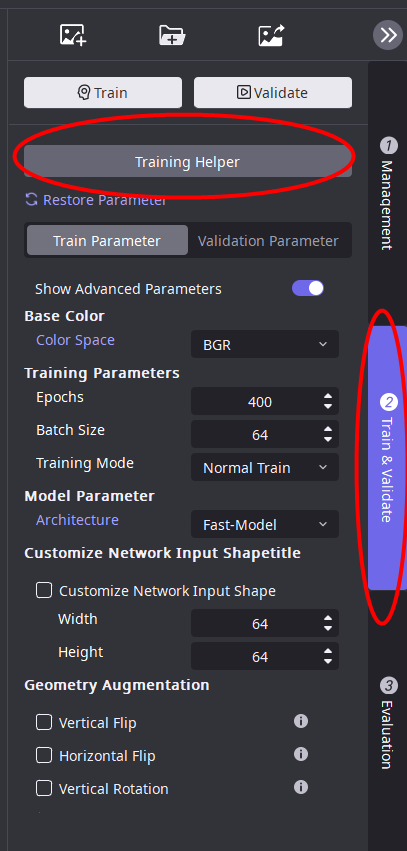 Train
Validate
Training Helper
Restore Parameter
Train Parameter
Validation Parameter
Show Advanced Parameters
Base Color
Color Space
BGR
Training Parameters
Epochs
400
Batch Size
64
Training Mode
Normal Train
Model Parameter
Architecture
Fast-Model
Customize Network Input Shapetitle
Customize Network Input Shape
Width
64
Height
64
Geometry Augmentation
Vertical Flip
Horizontal Flip
Vertical Rotation
1 Management
2 Train & Validate
3 Evaluation